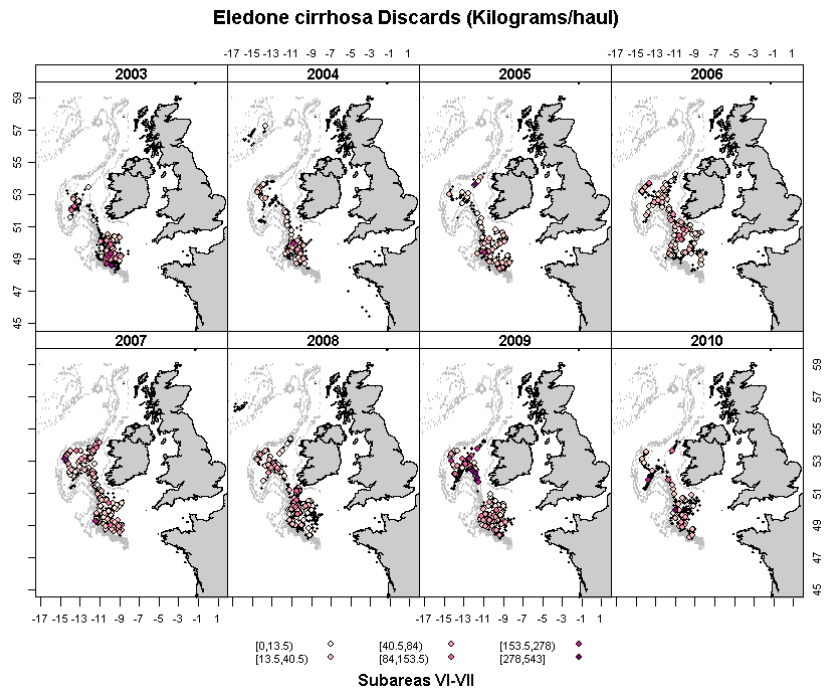 Eledone cirrhosa Discards (Kilograms/haul)
-17 -15 -13 -11 -9 -7 -5 -3 -1 1 -17 -15 -13 -11 -9 -7 -5 -3 -1 1
2003 2004 2005 2006
59
57
55
53
51
49
47
45
2007 2008 2009 2010
59
57
55
53
51
49
47
45
-17 -15 -13 -11 -9 -7 -5 -3 -1 1 -17 -15 -13 -11 -9 -7 -5 -3 -1 1
[0,13.5) [40.5,84) [153.5,278)
[13.5,40.5) [84,153.5) [278,543]
Subareas VI-VII